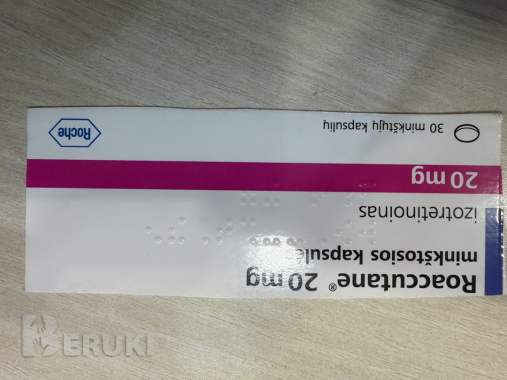 Roaccutane® 20 mg
minkštosios kapsulės
izotretinoinas
20 mg
30 minkštųjų kapsulių
Roche
BERUKI